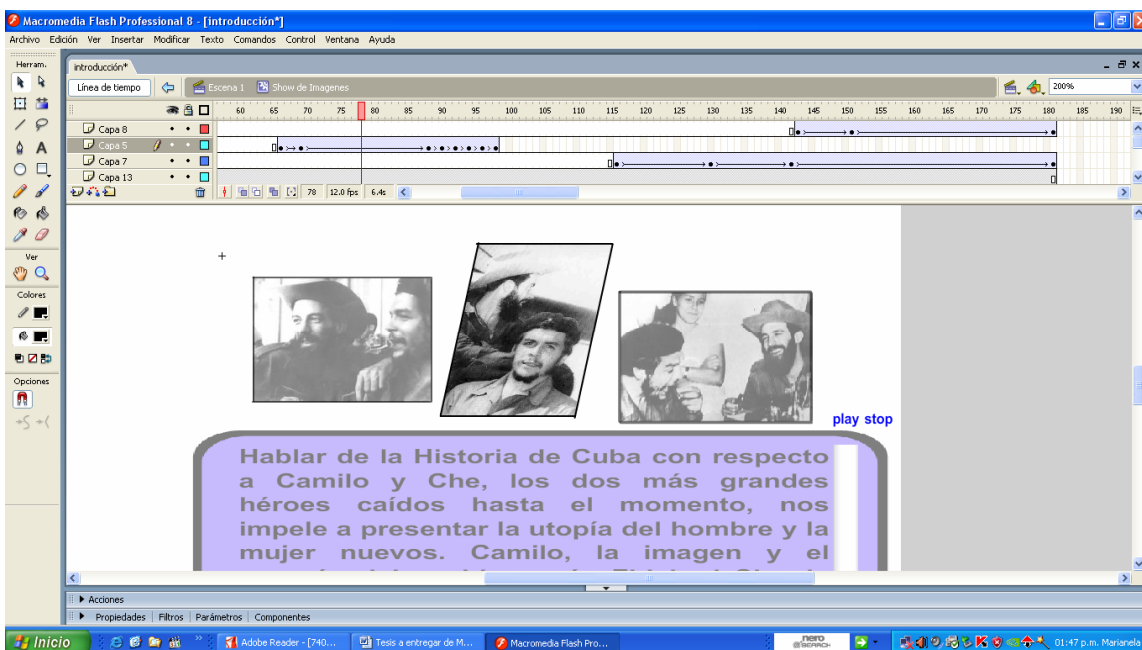 Macromedia Flash Professional 8 - [introducción*]
Archivo Edición Ver Insertar Modificar Texto Comandos Control Ventana Ayuda
Herram.
introducción*
Línea de tiempo Escena 1 Show de Imagenes 200%
60 65 70 75 80 85 90 95 100 105 110 115 120 125 130 135 140 145 150 155 160 165 170 175 180 185 190
Capa 8
Capa 5
Capa 7
Capa 13
78 12.0 fps 6.4s
Ver
Colores
Opciones
play stop
Hablar de la Historia de Cuba con respecto
a Camilo y Che, los dos más grandes
héroes caídos hasta el momento, nos
impele a presentar la utopía del hombre y la
mujer nuevos. Camilo, la imagen y el
Acciones
Propiedades Filtros Parámetros Componentes
Inicio Adobe Reader - [740... Tesis a entregar de M... Macromedia Flash Pro... nero SEARCH 01:47 p.m. Marianela